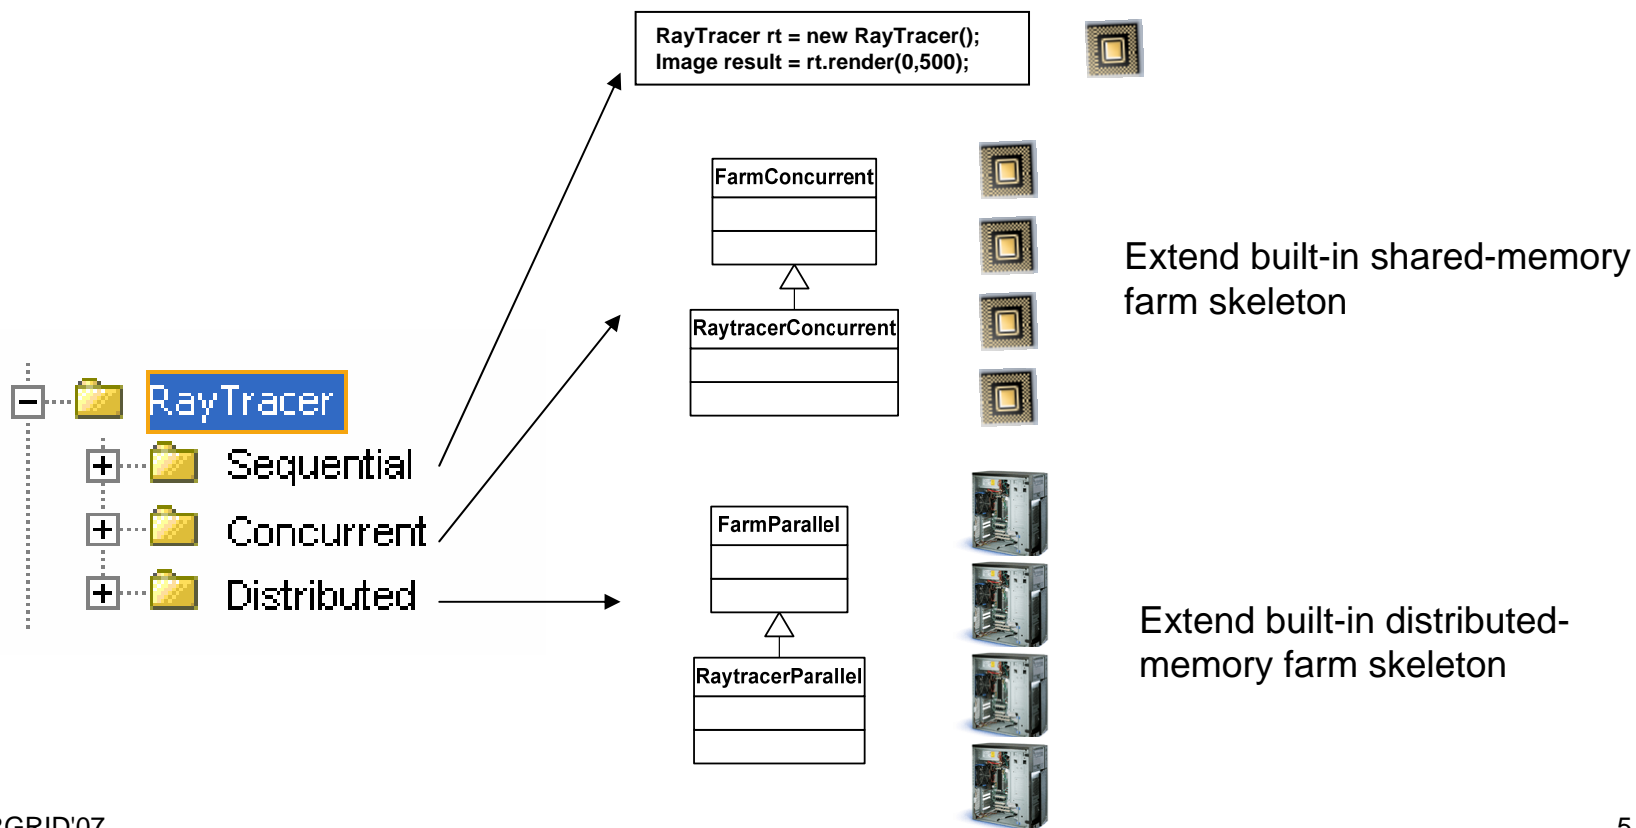 RayTracer rt = new RayTracer();
Image result = rt.render(0,500);
FarmConcurrent
RaytracerConcurrent
Extend built-in shared-memory
farm skeleton
RayTracer
Sequential
Concurrent
Distributed
FarmParallel
RaytracerParallel
Extend built-in distributed-
memory farm skeleton
GRID'07
5